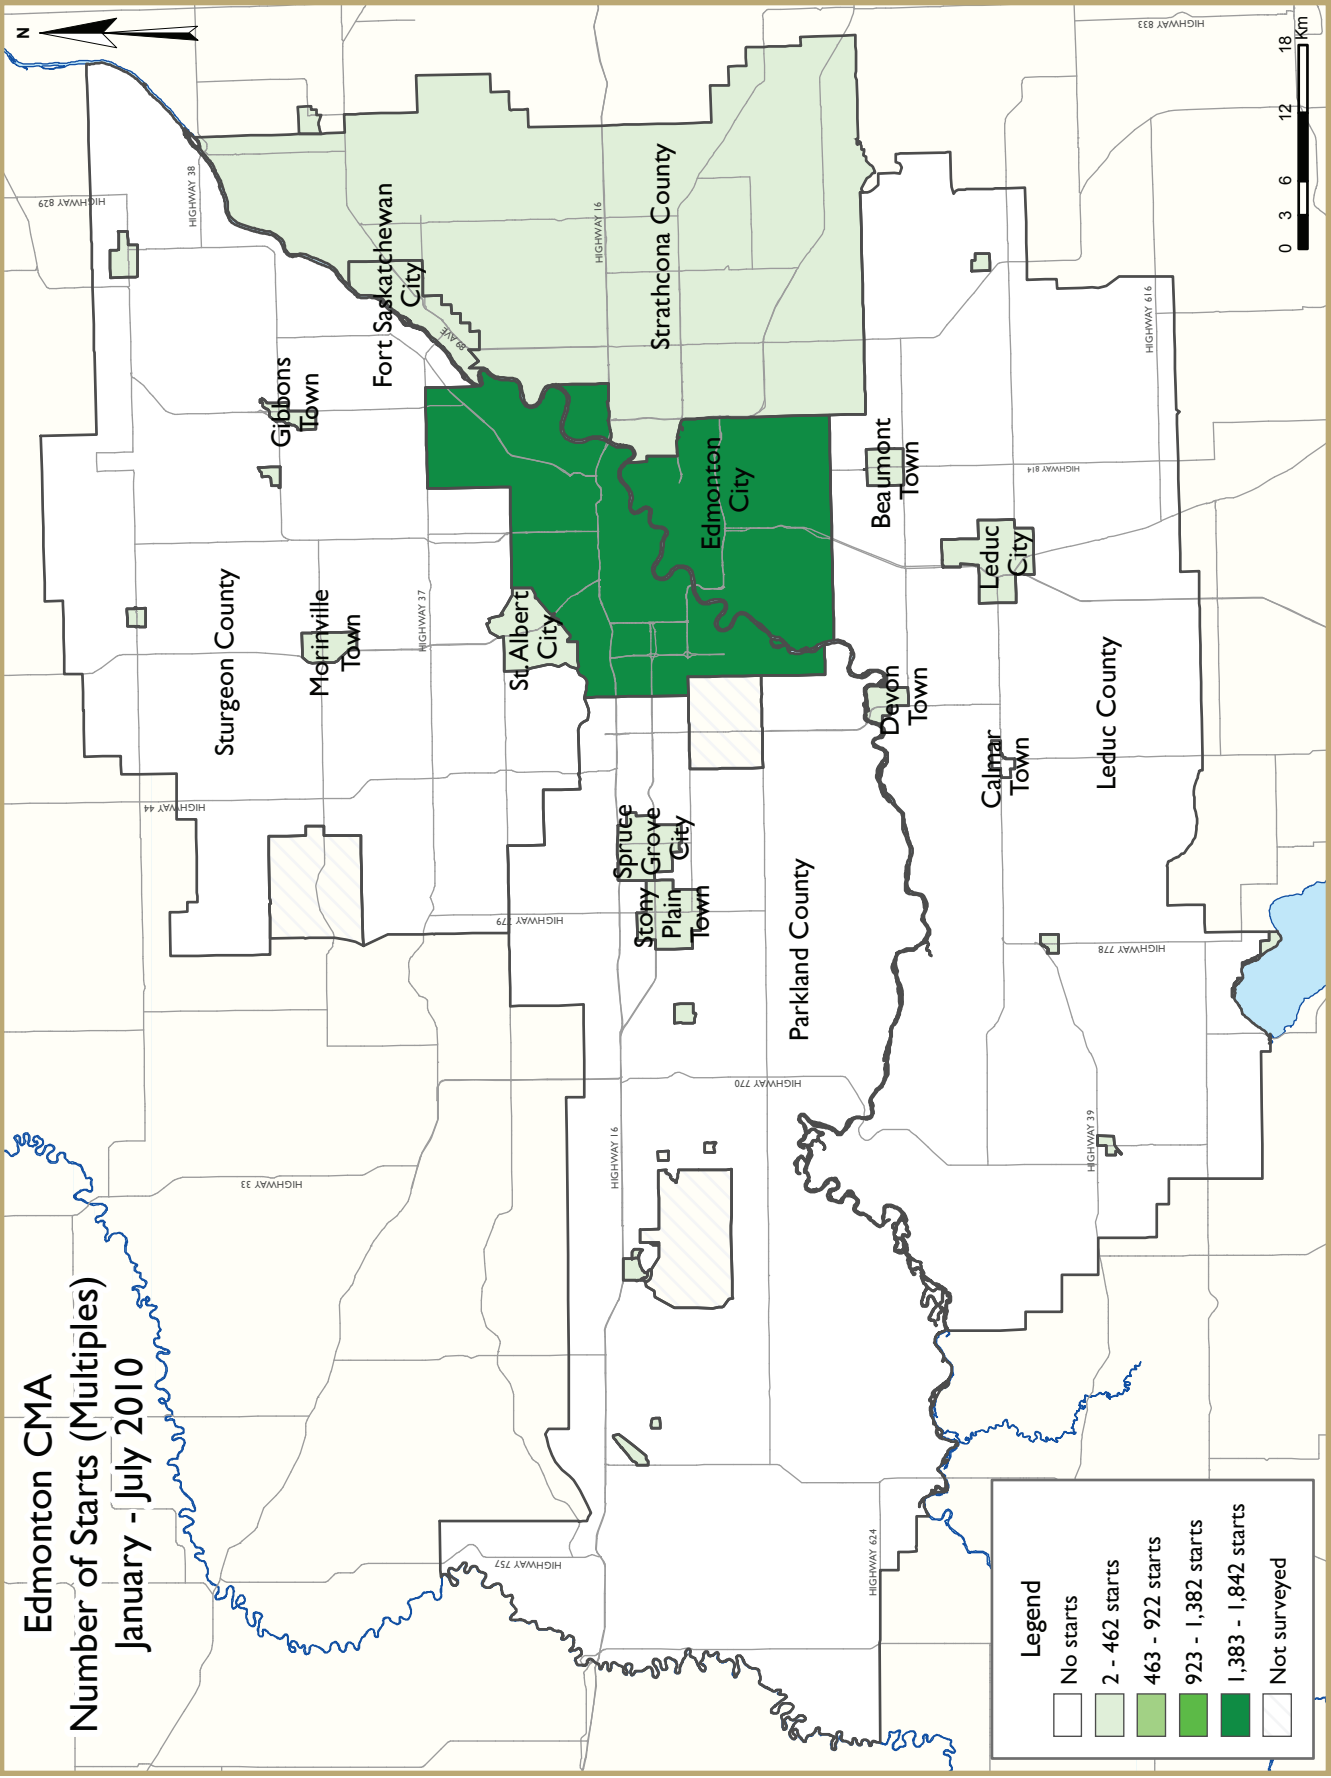 Edmonton CMA
Number of Starts (Multiples)
January - July 2010
N
HIGHWAY 833
HIGHWAY 829
HIGHWAY 38
HIGHWAY 16
Strathcona County
Fort Saskatchewan
City
89 AVE
Gibbons
Town
HIGHWAY 616
Edmonton
City
Beaumont
Town
HIGHWAY 814
Leduc
City
Sturgeon County
Morinville
Town
HIGHWAY 37
St. Albert
City
Devon
Town
Calmar
Town
Leduc County
HIGHWAY 44
Spruce
Grove
City
Stony
Plain
Town
HIGHWAY 779
Parkland County
HIGHWAY 778
HIGHWAY 770
HIGHWAY 33
HIGHWAY 16
HIGHWAY 39
HIGHWAY 757
HIGHWAY 624
0 3 6 12 18
Km
Legend
No starts
2 - 462 starts
463 - 922 starts
923 - 1,382 starts
1,383 - 1,842 starts
Not surveyed